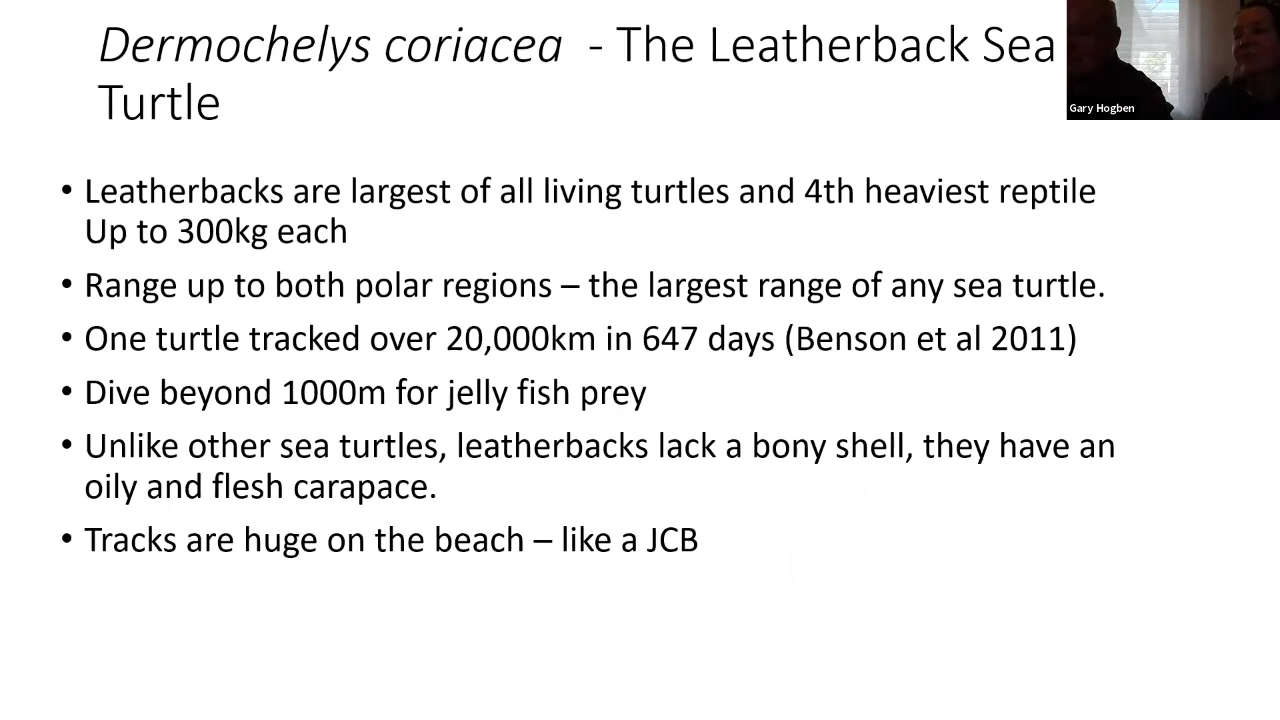 Dermochelys coriacea - The Leatherback Sea
Turtle
Gary Hogben
• Leatherbacks are largest of all living turtles and 4th heaviest reptile
Up to 300kg each
• Range up to both polar regions – the largest range of any sea turtle.
• One turtle tracked over 20,000km in 647 days (Benson et al 2011)
• Dive beyond 1000m for jelly fish prey
• Unlike other sea turtles, leatherbacks lack a bony shell, they have an
oily and flesh carapace.
• Tracks are huge on the beach – like a JCB